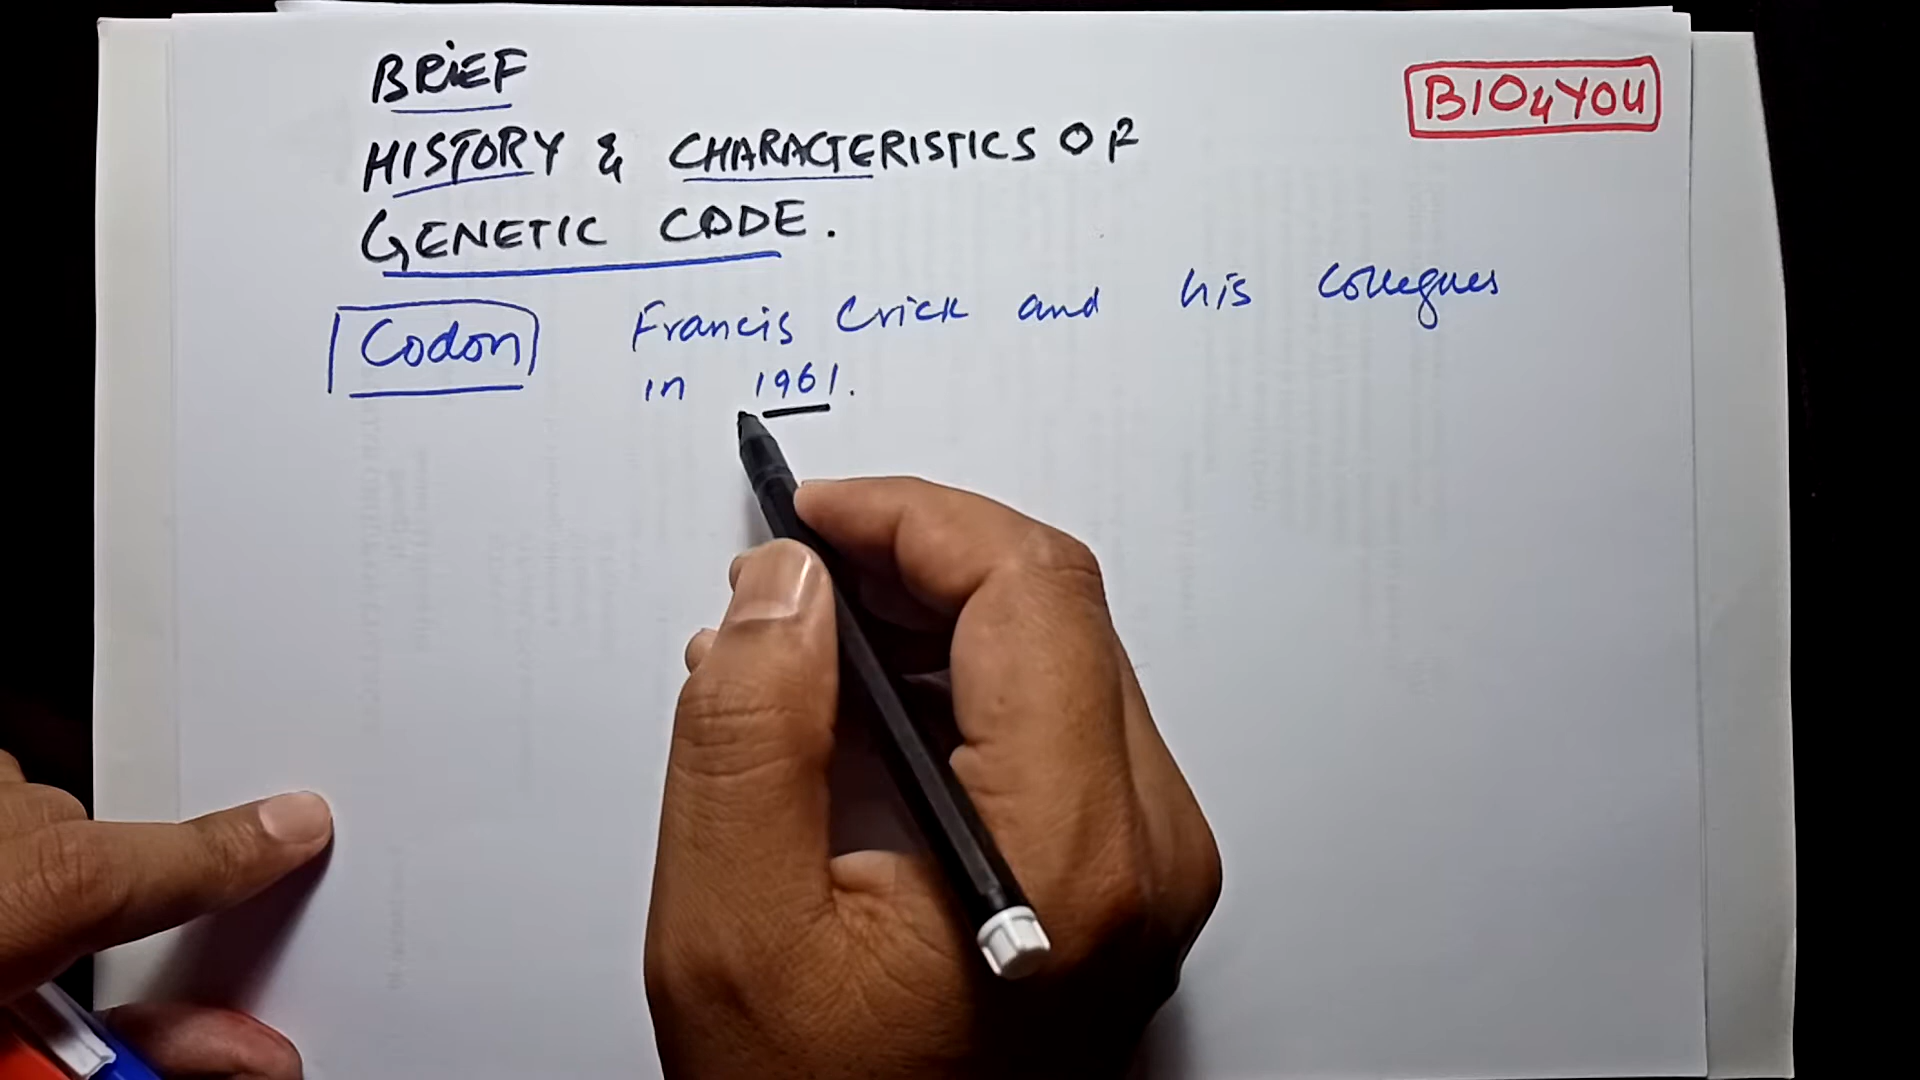 BRIEF
BIO4YOU
HISTORY & CHARACTERISTICS OF
GENETIC CODE.
Codon Francis Crick and his collegues
in 1961.